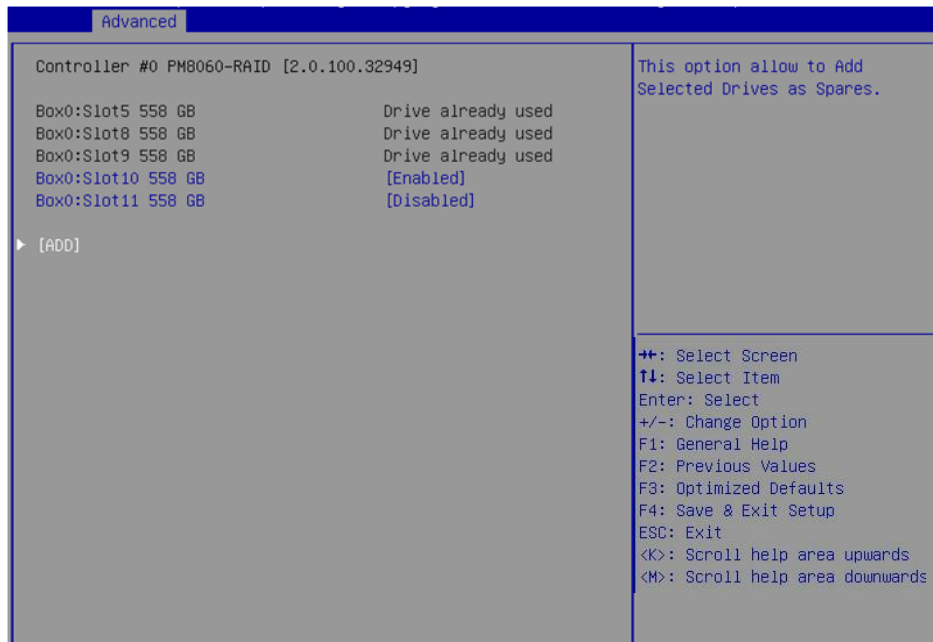 Advanced
Controller #0 PM8060-RAID [2.0.100.32949]
Box0:Slot5 558 GB Drive already used
Box0:Slot8 558 GB Drive already used
Box0:Slot9 558 GB Drive already used
Box0:Slot10 558 GB [Enabled]
Box0:Slot11 558 GB [Disabled]
[ADD]
This option allow to Add
Selected Drives as Spares.
→←: Select Screen
↑↓: Select Item
Enter: Select
+/-: Change Option
F1: General Help
F2: Previous Values
F3: Optimized Defaults
F4: Save & Exit Setup
ESC: Exit
<K>: Scroll help area upwards
<M>: Scroll help area downwards